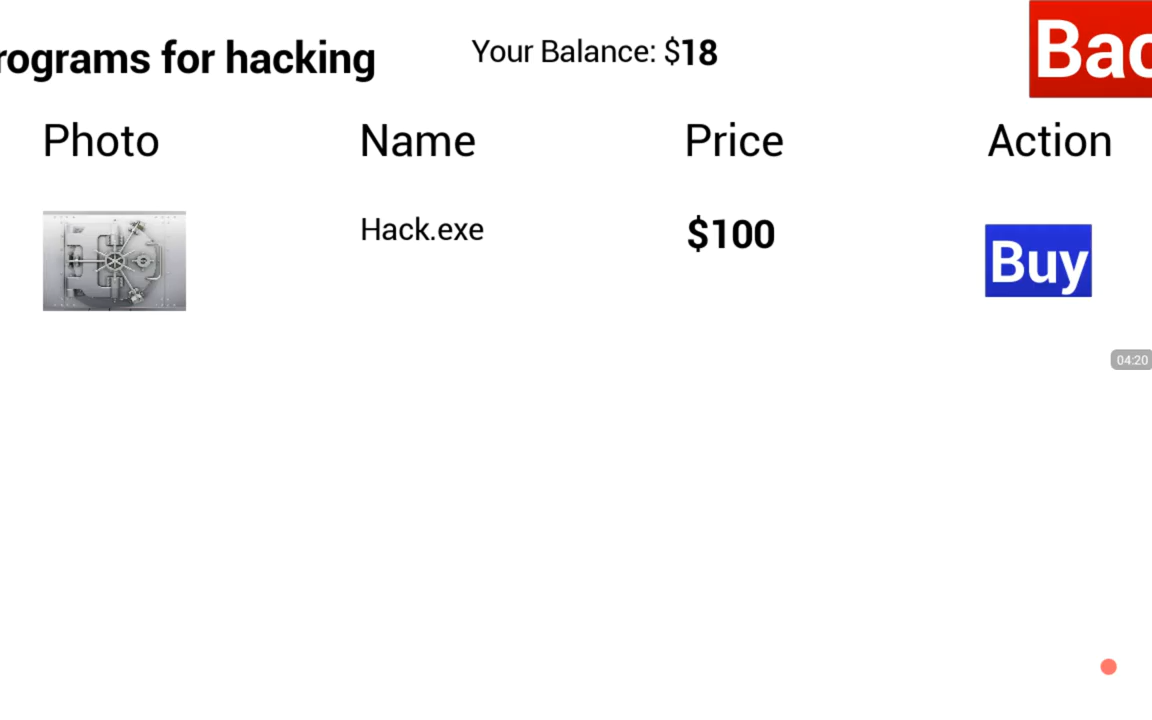 rograms for hacking
Your Balance: $18
Bac
Photo Name Price Action
Hack.exe $100 Buy
04:20